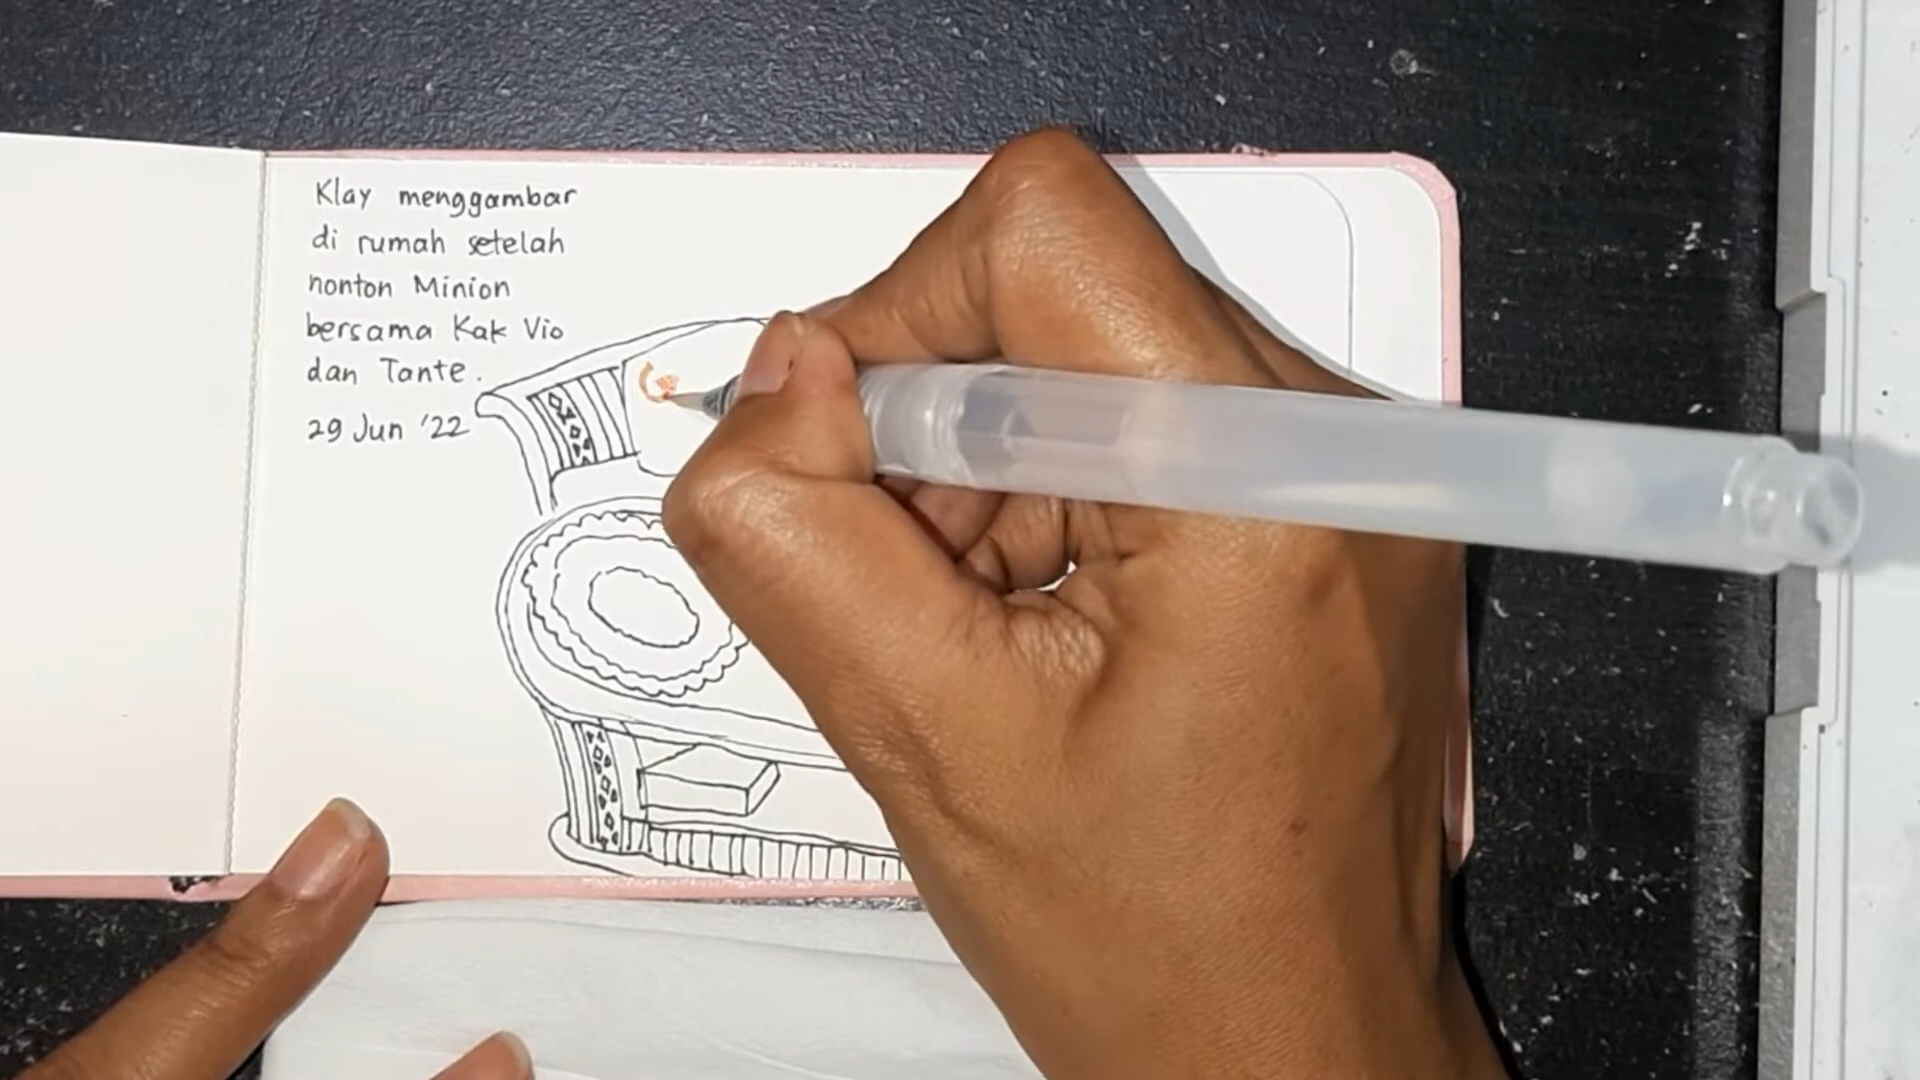 Klay menggambar
di rumah setelah
nonton Minion
bersama Kak Vio
dan Tante.
29 Jun '22